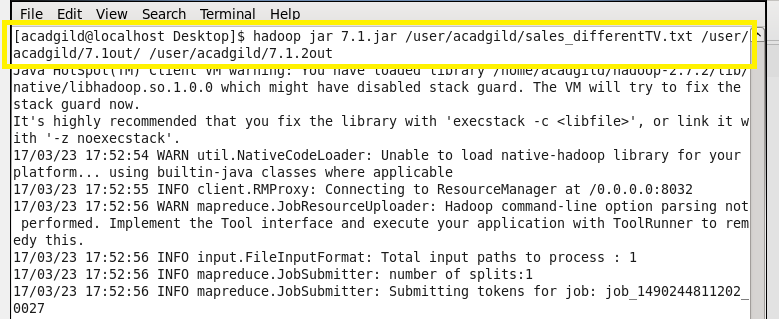 File Edit View Search Terminal Help
[acadgild@localhost Desktop]$ hadoop jar 7.1.jar /user/acadgild/sales_differentTV.txt /user/
acadgild/7.1out/ /user/acadgild/7.1.2out
Java HotSpot(TM) Client VM warning: You have loaded library /home/acadgild/hadoop-2.7.2/lib/
native/libhadoop.so.1.0.0 which might have disabled stack guard. The VM will try to fix the
stack guard now.
It's highly recommended that you fix the library with 'execstack -c <libfile>', or link it w
ith '-z noexecstack'.
17/03/23 17:52:54 WARN util.NativeCodeLoader: Unable to load native-hadoop library for your
platform... using builtin-java classes where applicable
17/03/23 17:52:55 INFO client.RMProxy: Connecting to ResourceManager at /0.0.0.0:8032
17/03/23 17:52:56 WARN mapreduce.JobResourceUploader: Hadoop command-line option parsing not
performed. Implement the Tool interface and execute your application with ToolRunner to rem
edy this.
17/03/23 17:52:56 INFO input.FileInputFormat: Total input paths to process : 1
17/03/23 17:52:56 INFO mapreduce.JobSubmitter: number of splits:1
17/03/23 17:52:56 INFO mapreduce.JobSubmitter: Submitting tokens for job: job_1490244811202_
0027